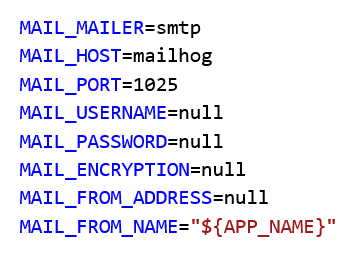 MAIL_MAILER=smtp
MAIL_HOST=mailhog
MAIL_PORT=1025
MAIL_USERNAME=null
MAIL_PASSWORD=null
MAIL_ENCRYPTION=null
MAIL_FROM_ADDRESS=null
MAIL_FROM_NAME="${APP_NAME}"